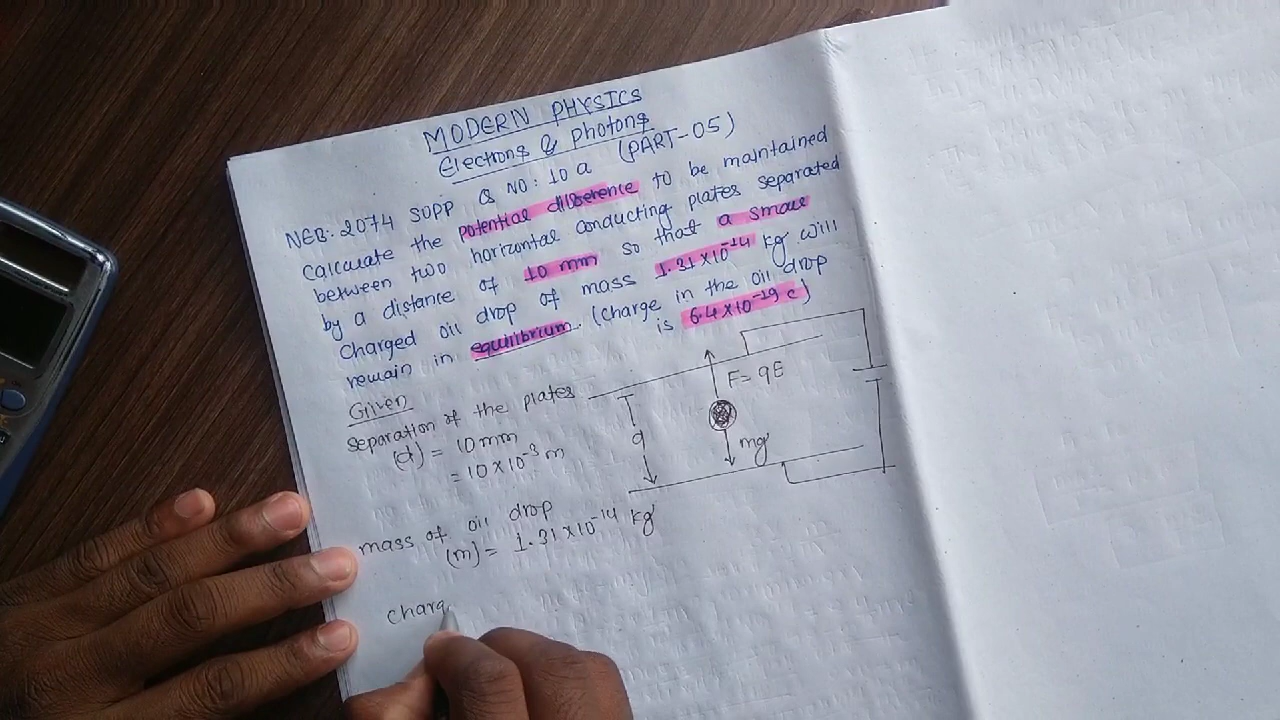 MODERN PHYSICS
Electrons & Photons
(PART-05)
NEB: 2074 SUPP Q NO: 10 a
Calculate the potential difference to be maintained
between two horizontal conducting plates separated
by a distance of 10 mm so that a small
Charged oil drop of mass 1.31×10⁻¹⁴ kg will
remain in equilibrium. (Charge in the oil drop
is 6.4×10⁻¹⁹ C)
Given
separation of the plates
(d) = 10 mm
= 10×10⁻³ m
mass of oil drop
(m) = 1.31×10⁻¹⁴ kg
charg
d
F = qE
mg